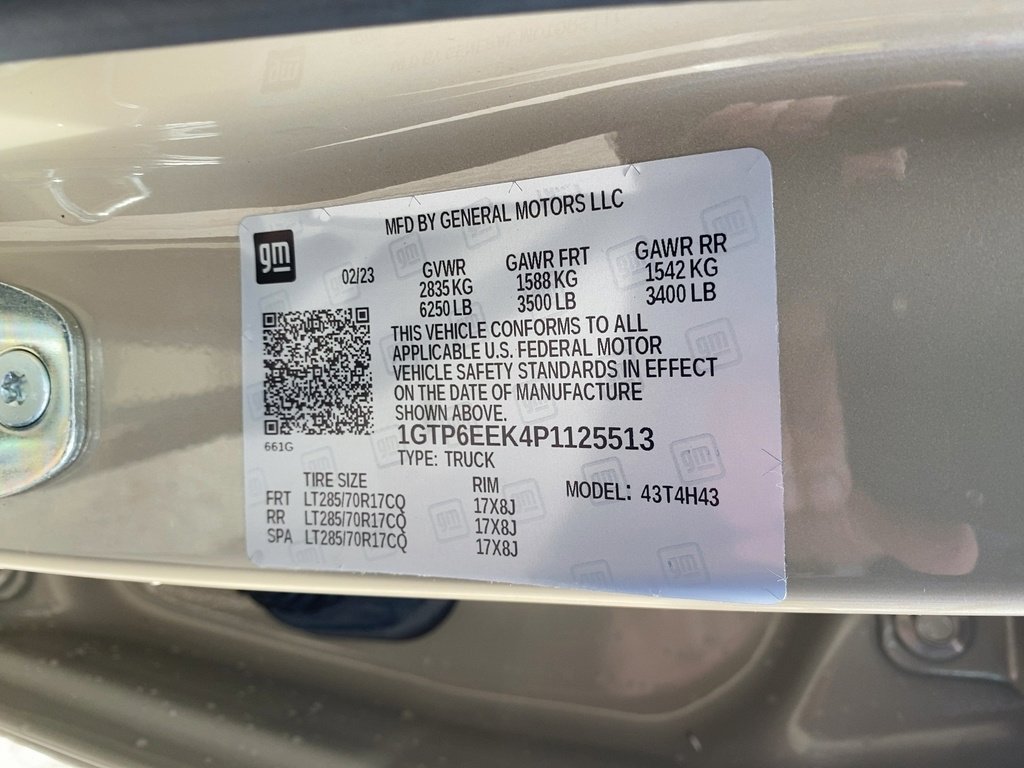 MFD BY GENERAL MOTORS LLC
gm
02/23
GVWR
2835 KG
6250 LB
GAWR FRT
1588 KG
3500 LB
GAWR RR
1542 KG
3400 LB
THIS VEHICLE CONFORMS TO ALL
APPLICABLE U.S. FEDERAL MOTOR
VEHICLE SAFETY STANDARDS IN EFFECT
ON THE DATE OF MANUFACTURE
SHOWN ABOVE.
661G
1GTP6EEK4P1125513
TYPE: TRUCK
TIRE SIZE RIM
MODEL: 43T4H43
FRT LT285/70R17CQ 17X8J
RR LT285/70R17CQ 17X8J
SPA LT285/70R17CQ 17X8J